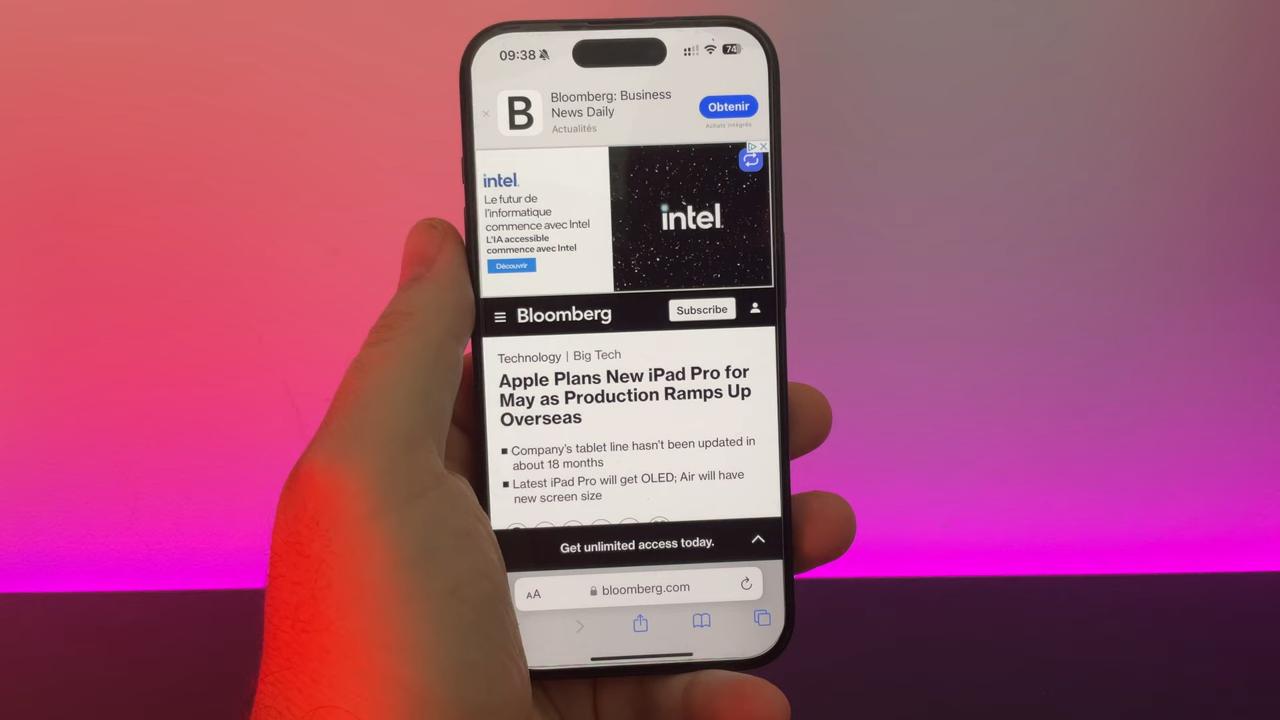 09:38
74
B
Bloomberg: Business
News Daily
Actualités
Obtenir
Achats intégrés
intel.
Le futur de
l'informatique
commence avec Intel
L'IA accessible
commence avec Intel
Découvrir
intel.
Bloomberg
Subscribe
Technology | Big Tech
Apple Plans New iPad Pro for
May as Production Ramps Up
Overseas
■ Company's tablet line hasn't been updated in
about 18 months
■ Latest iPad Pro will get OLED; Air will have
new screen size
Get unlimited access today.
AA
bloomberg.com